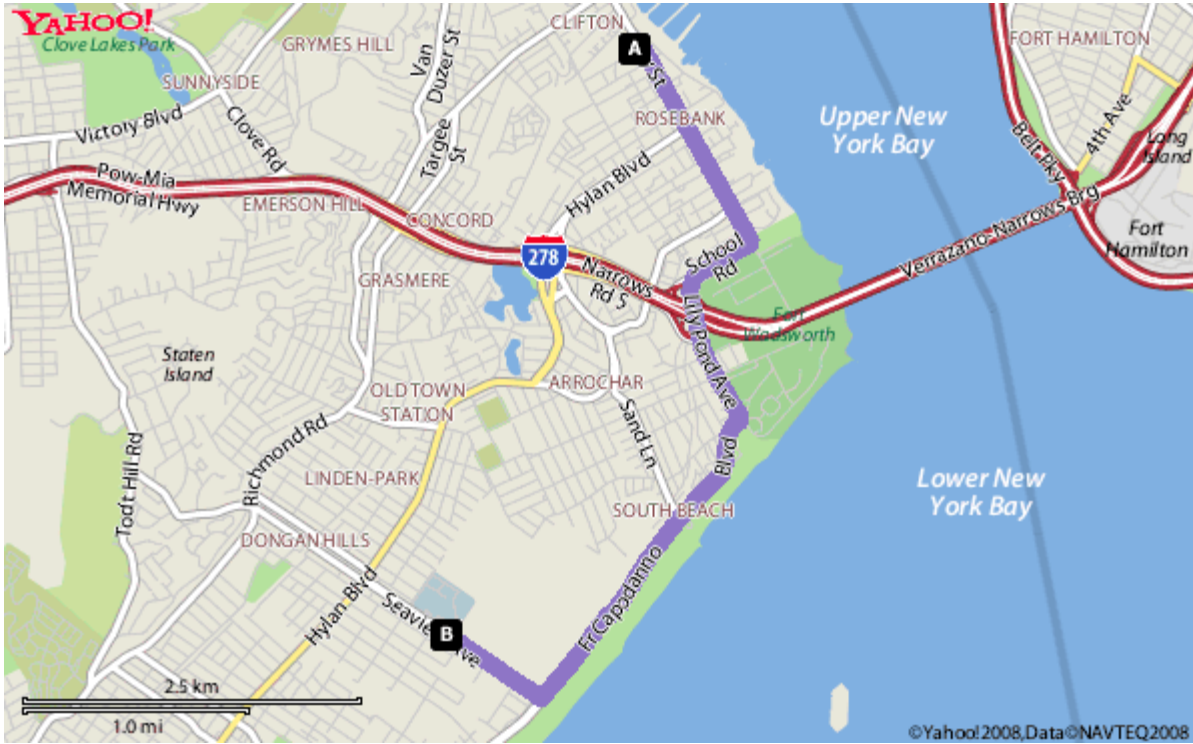 YAHOO!
Clove Lakes Park
GRYMES HILL
CLIFTON
FORT HAMILTON
A
Van
Duzer St
St
SUNNYSIDE
Victory Blvd
Clove Rd
Targee
St
ROSEBANK
Upper New
York Bay
4th Ave
Belt Pky
Long
Island
Pow-Mia
Memorial Hwy
EMERSON HILL
CONCORD
Hylan Blvd
278
Narrows
Rd S
School
Rd
Verrazano-Narrows Brg
Fort
Hamilton
GRASMERE
Lily Pond Ave
Fort
Wadsworth
Staten
Island
OLD TOWN
STATION
ARROCHAR
Sand Ln
Richmond Rd
Todt Hill Rd
LINDEN-PARK
Blvd
Lower New
York Bay
SOUTH BEACH
DONGAN HILLS
Hylan Blvd
Fr Capodanno
Seaview Ave
B
2.5 km
1.0 mi
©Yahoo! 2008, Data©NAVTEQ2008